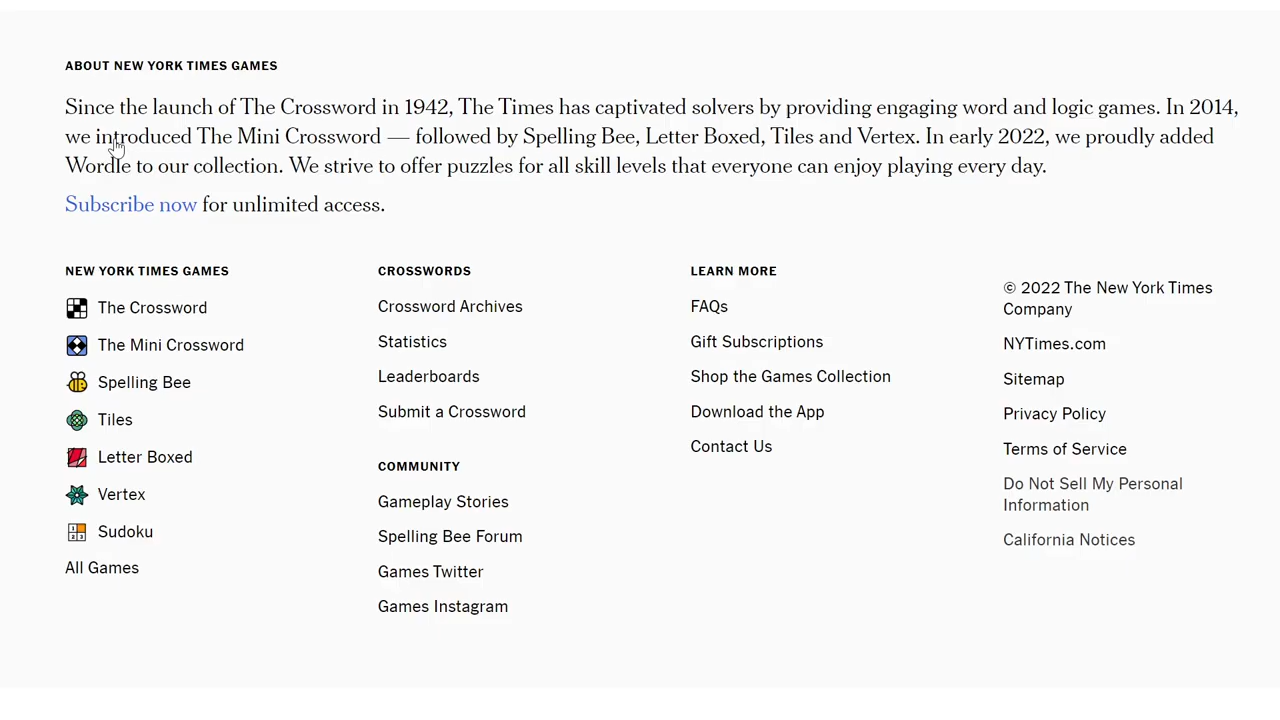 ABOUT NEW YORK TIMES GAMES
Since the launch of The Crossword in 1942, The Times has captivated solvers by providing engaging word and logic games. In 2014,
we introduced The Mini Crossword — followed by Spelling Bee, Letter Boxed, Tiles and Vertex. In early 2022, we proudly added
Wordle to our collection. We strive to offer puzzles for all skill levels that everyone can enjoy playing every day.
Subscribe now for unlimited access.
NEW YORK TIMES GAMES
The Crossword
The Mini Crossword
Spelling Bee
Tiles
Letter Boxed
Vertex
Sudoku
All Games
CROSSWORDS
Crossword Archives
Statistics
Leaderboards
Submit a Crossword
COMMUNITY
Gameplay Stories
Spelling Bee Forum
Games Twitter
Games Instagram
LEARN MORE
FAQs
Gift Subscriptions
Shop the Games Collection
Download the App
Contact Us
© 2022 The New York Times
Company
NYTimes.com
Sitemap
Privacy Policy
Terms of Service
Do Not Sell My Personal
Information
California Notices